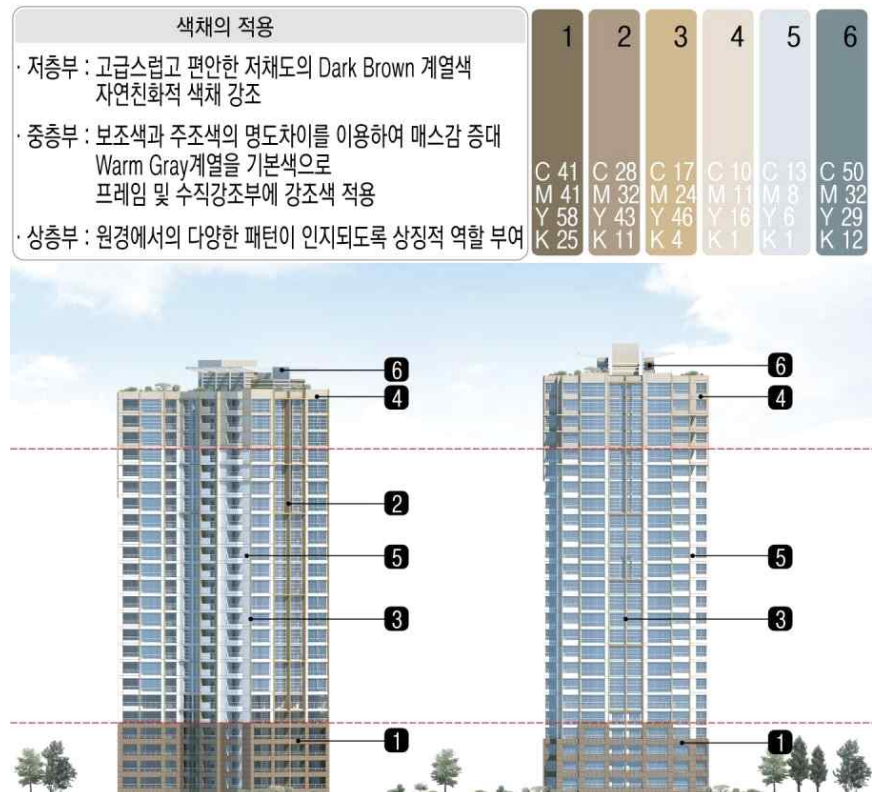 색채의 적용
· 저층부 : 고급스럽고 편안한 저채도의 Dark Brown 계열색
자연친화적 색채 강조
· 중층부 : 보조색과 주조색의 명도차이를 이용하여 매스감 증대
Warm Gray계열을 기본색으로
프레임 및 수직강조부에 강조색 적용
· 상층부 : 원경에서의 다양한 패턴이 인지되도록 상징적 역할 부여
1 2 3 4 5 6
C 41 C 28 C 17 C 10 C 13 C 50
M 41 M 32 M 24 M 11 M 8 M 32
Y 58 Y 43 Y 46 Y 16 Y 6 Y 29
K 25 K 11 K 4 K 1 K 1 K 12
6
4
2
5
3
1
6
4
5
3
1